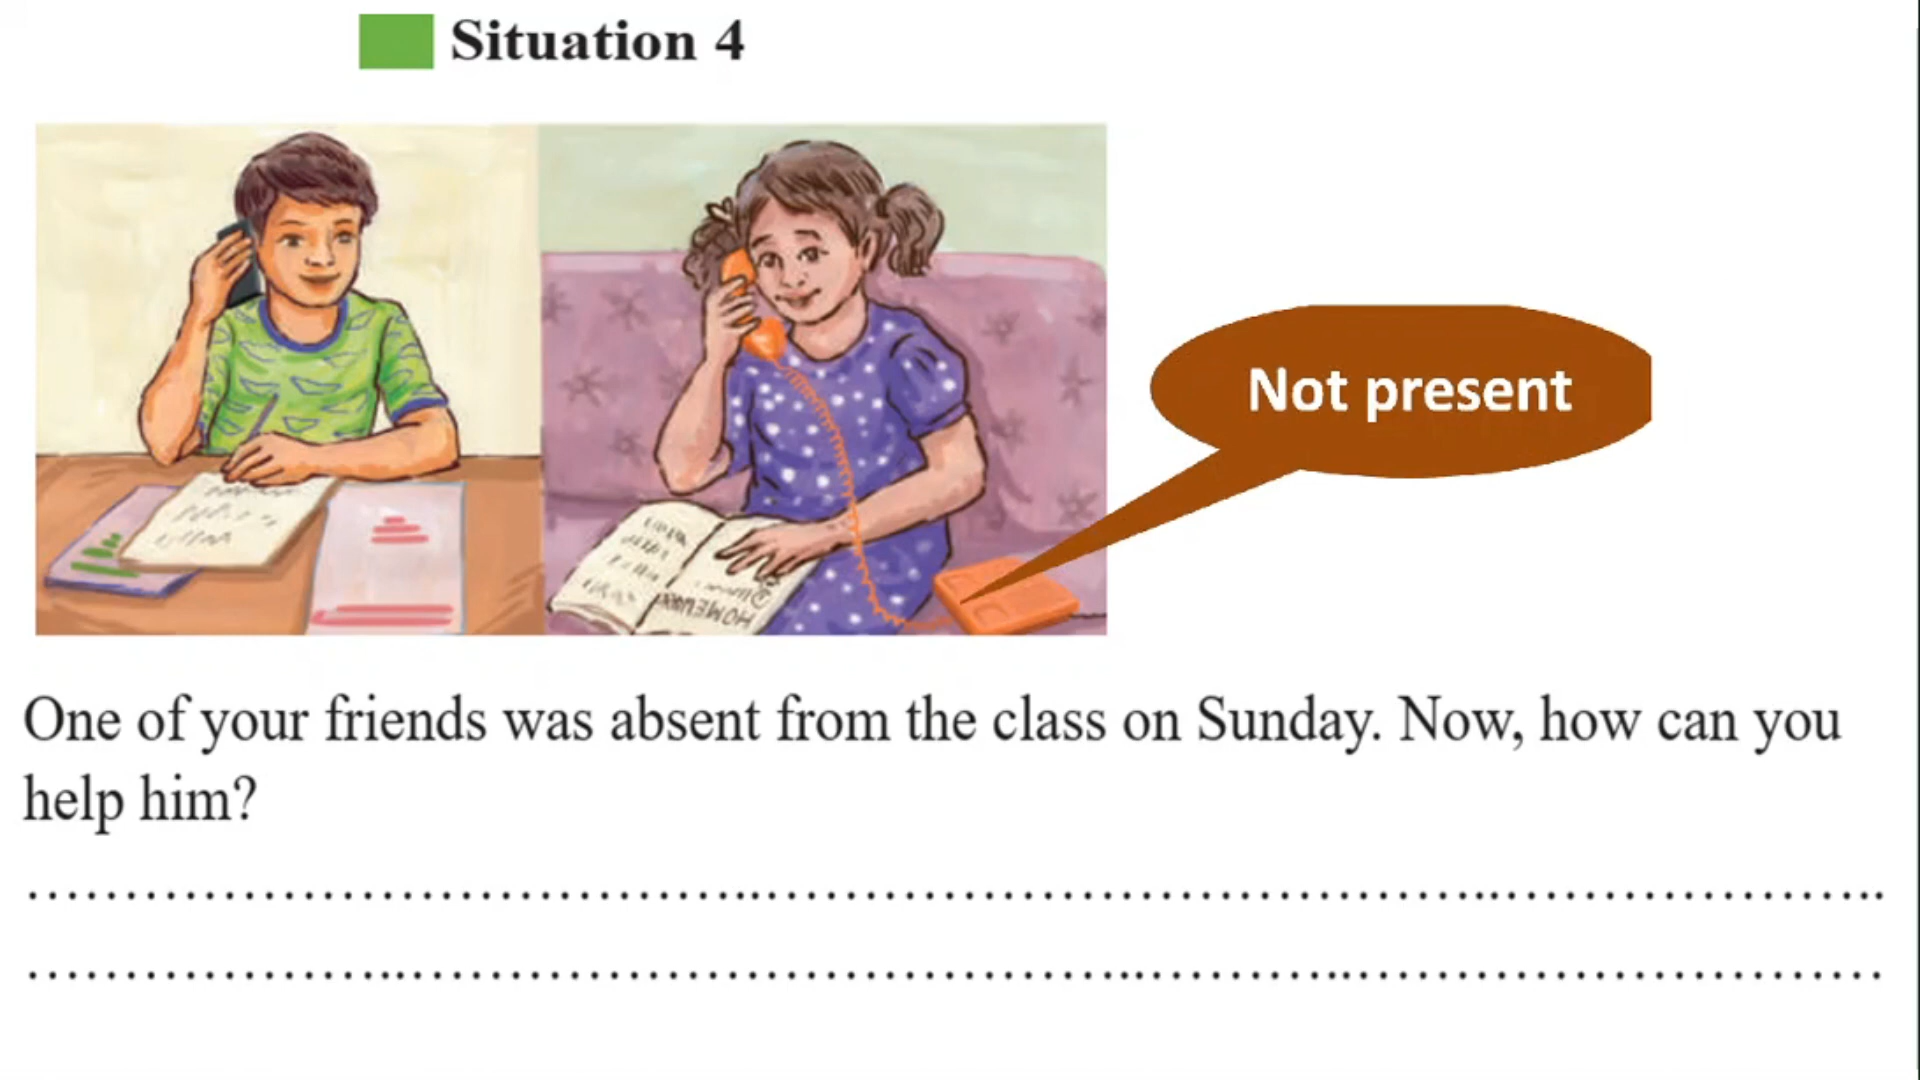 Situation 4
Not present
HOMEWORK
One of your friends was absent from the class on Sunday. Now, how can you
help him?